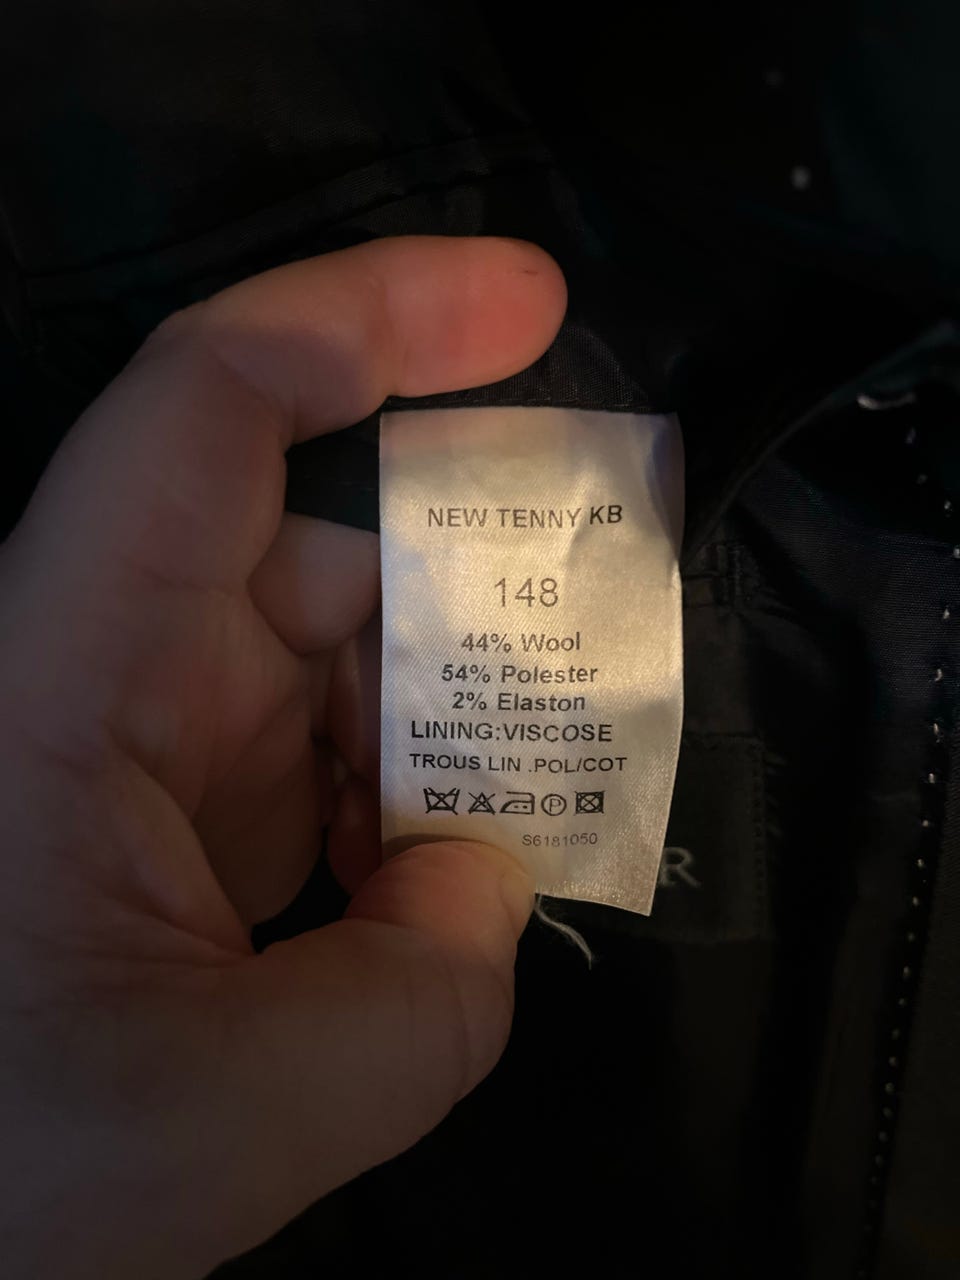 NEW TENNY KB
148
44% Wool
54% Polester
2% Elaston
LINING:VISCOSE
TROUS LIN .POL/COT
P
S6181050